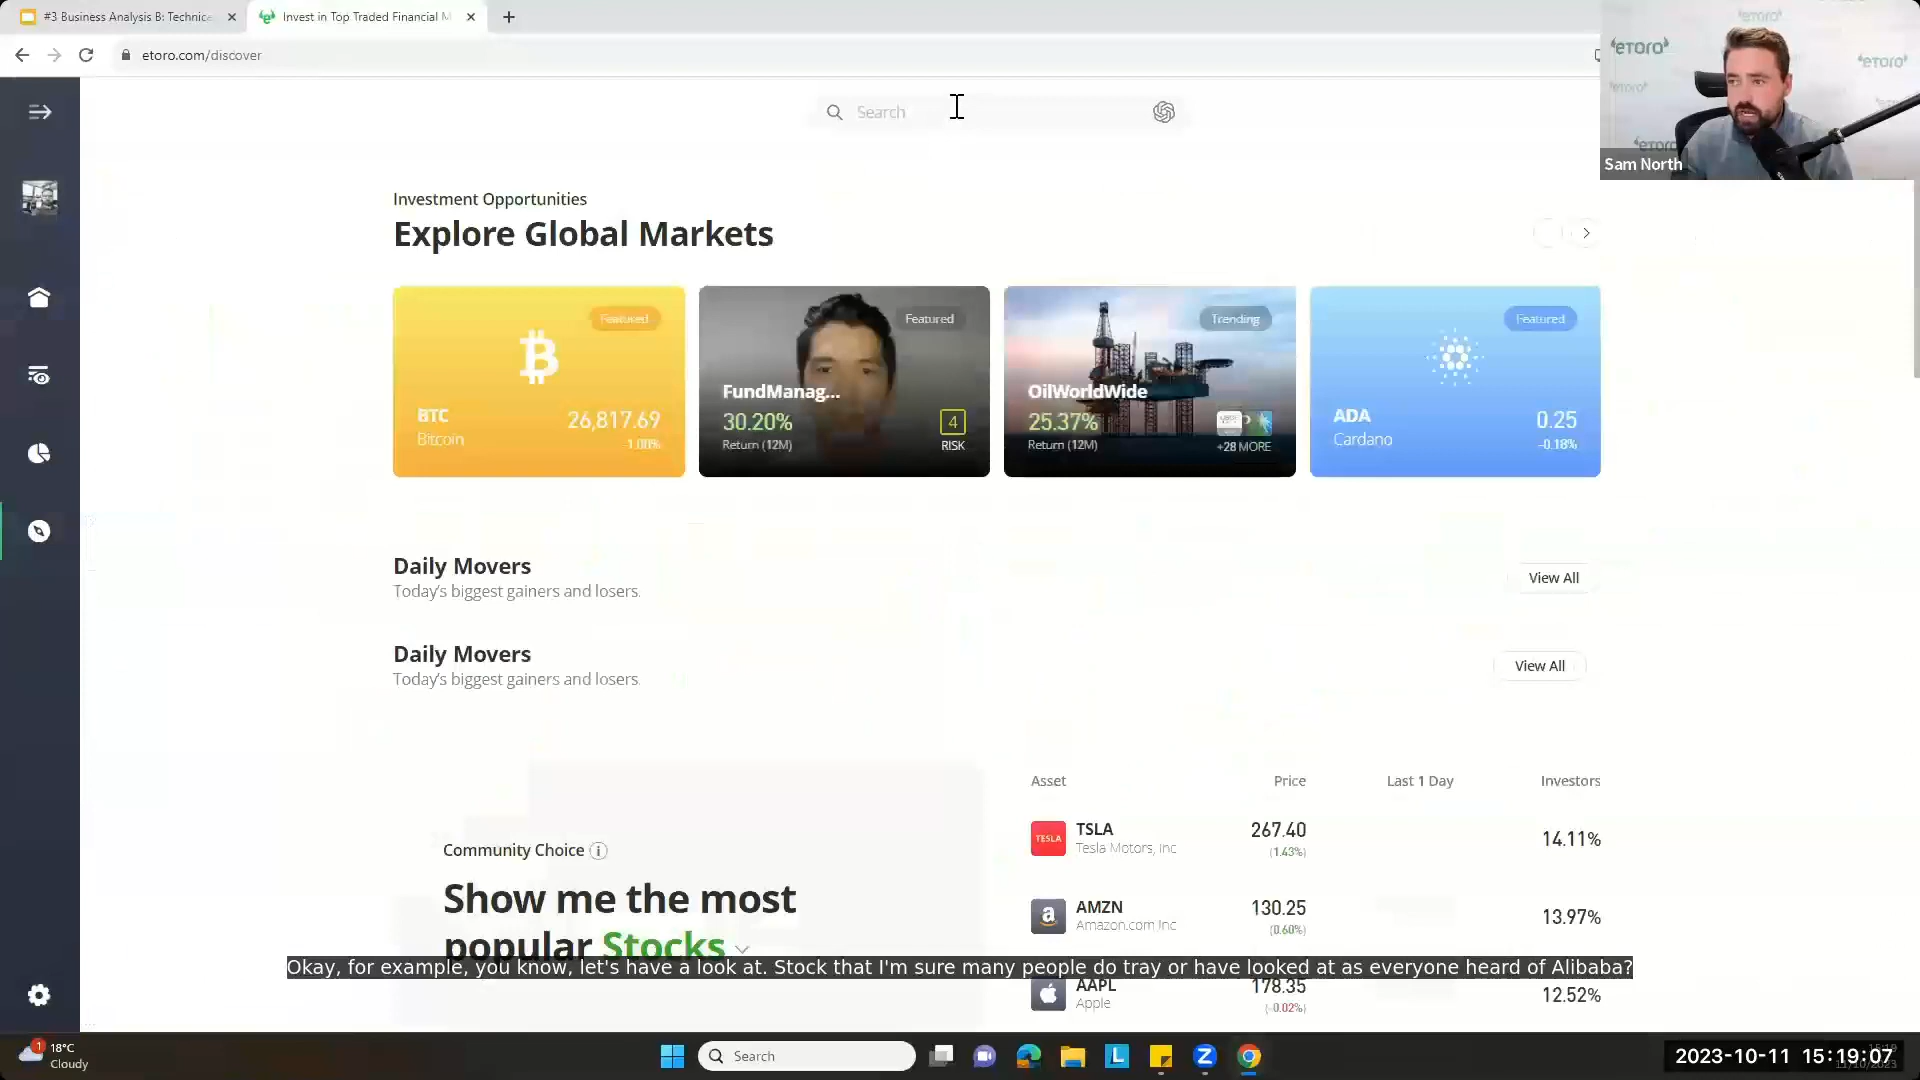 #3 Business Analysis B: Technica
Invest in Top Traded Financial M
etoro.com/discover
Search
'eToro'
Sam North
Investment Opportunities
Explore Global Markets
Featured
BTC
26,817.69
Bitcoin
-1.00%
Featured
FundManag...
30.20%
4
Return (12M)
RISK
Trending
OilWorldWide
25.37%
Return (12M)
+28 MORE
Featured
ADA
0.25
Cardano
-0.18%
Daily Movers
View All
Today's biggest gainers and losers.
Daily Movers
View All
Today's biggest gainers and losers.
Asset Price Last 1 Day Investors
TESLA
TSLA
267.40
14.11%
Tesla Motors, Inc
(1.43%)
Community Choice
Show me the most
popular Stocks
AMZN
130.25
13.97%
Amazon.com Inc
(0.60%)
Okay, for example, you know, let's have a look at. Stock that I'm sure many people do tray or have looked at as everyone heard of Alibaba?
AAPL
178.35
12.52%
Apple
(-0.02%)
1
18°C
Cloudy
Search
2023-10-11 15:19:07